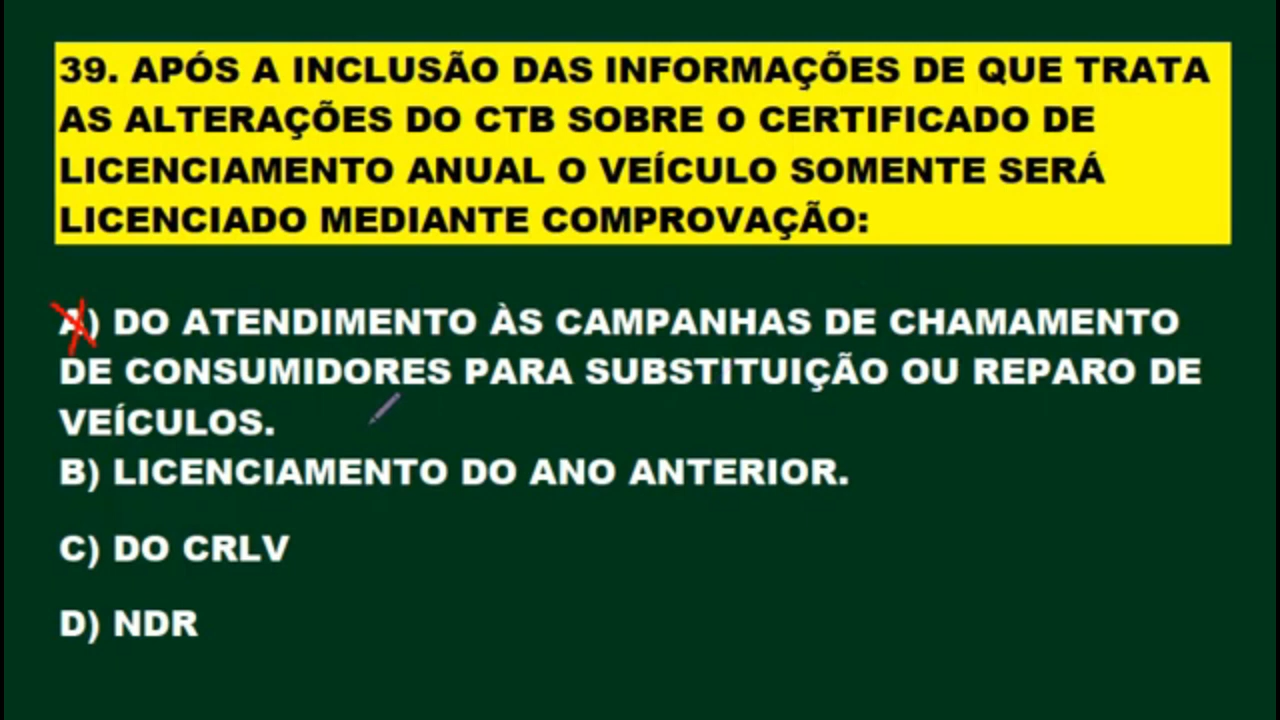 39. APÓS A INCLUSÃO DAS INFORMAÇÕES DE QUE TRATA
AS ALTERAÇÕES DO CTB SOBRE O CERTIFICADO DE
LICENCIAMENTO ANUAL O VEÍCULO SOMENTE SERÁ
LICENCIADO MEDIANTE COMPROVAÇÃO:
A) DO ATENDIMENTO ÀS CAMPANHAS DE CHAMAMENTO
DE CONSUMIDORES PARA SUBSTITUIÇÃO OU REPARO DE
VEÍCULOS.
B) LICENCIAMENTO DO ANO ANTERIOR.
C) DO CRLV
D) NDR